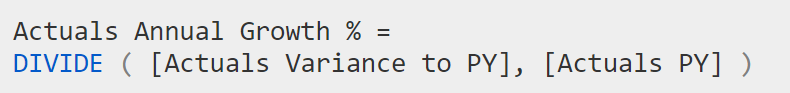 Actuals Annual Growth % =
DIVIDE ( [Actuals Variance to PY], [Actuals PY] )